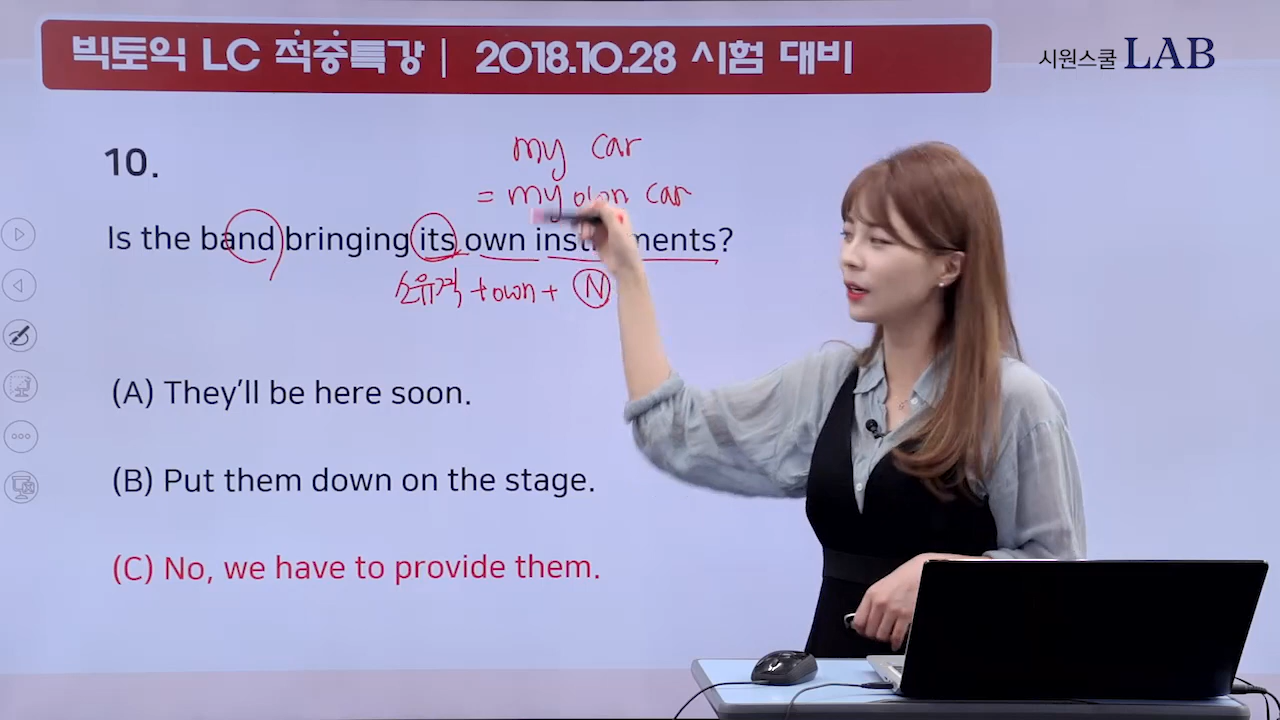 빅토익 LC 적중특강 | 2018.10.28 시험 대비
시원스쿨 LAB
my car
= my own car
10.
Is the band bringing its own instruments?
소유격 + own + N
(A) They'll be here soon.
(B) Put them down on the stage.
(C) No, we have to provide them.